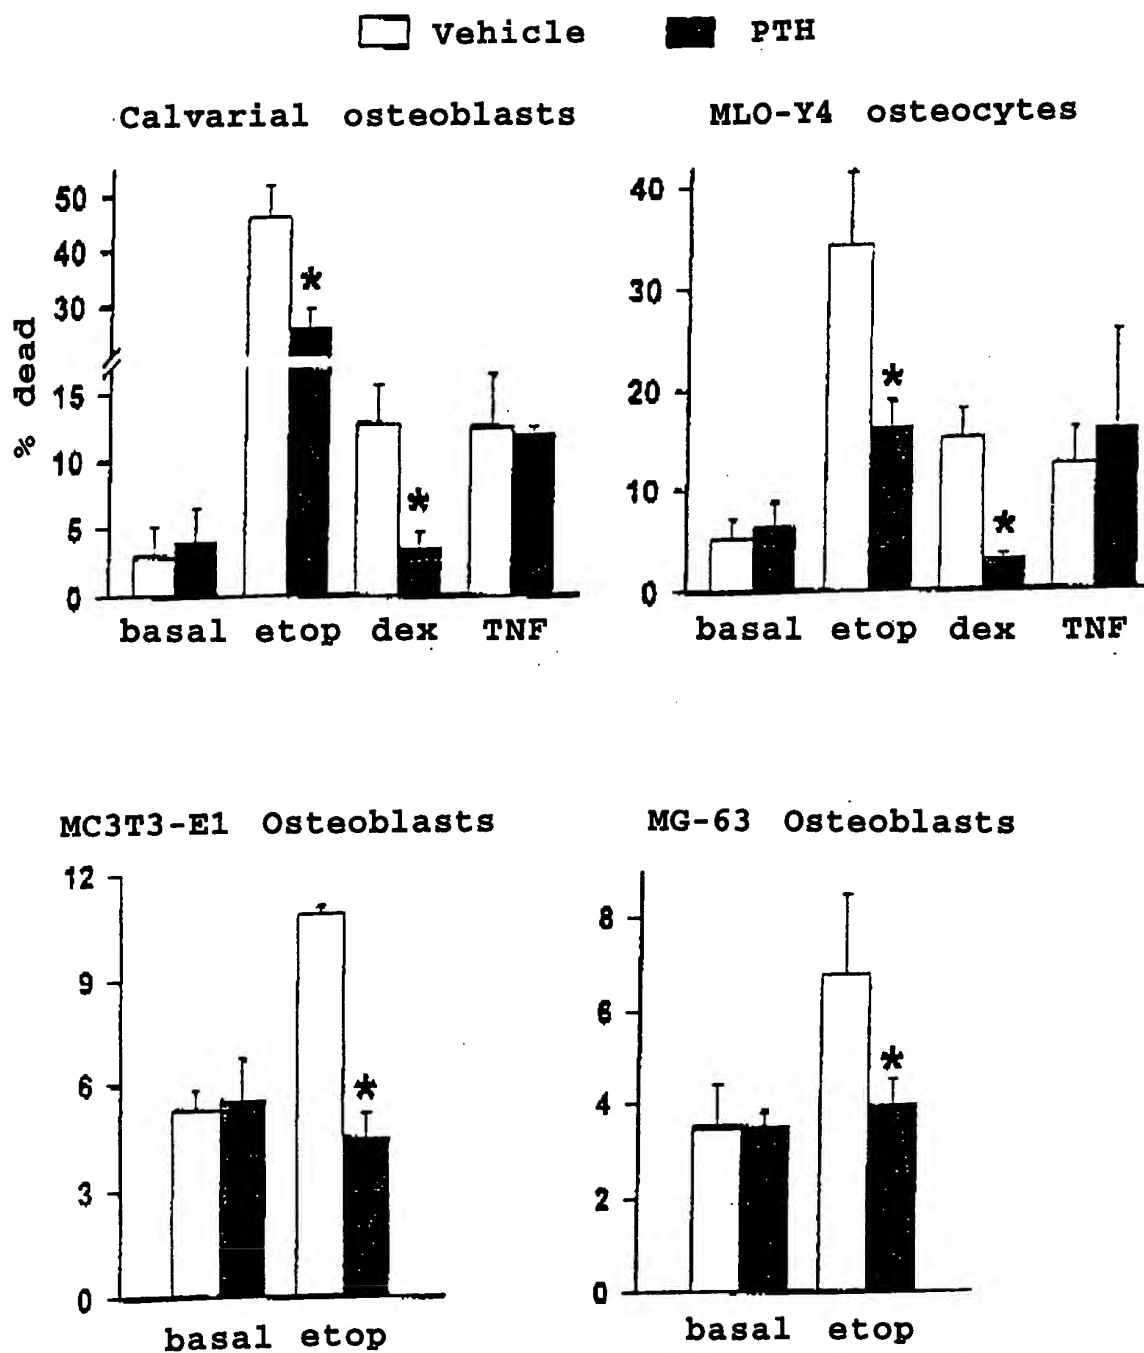 Vehicle PTH
Calvarial osteoblasts
MLO-Y4 osteocytes
% dead
50
40
30
15
10
5
0
*
*
basal etop dex TNF
40
30
20
10
0
*
*
basal etop dex TNF
MC3T3-E1 Osteoblasts
12
9
6
3
0
*
basal etop
MG-63 Osteoblasts
8
6
4
2
0
*
basal etop